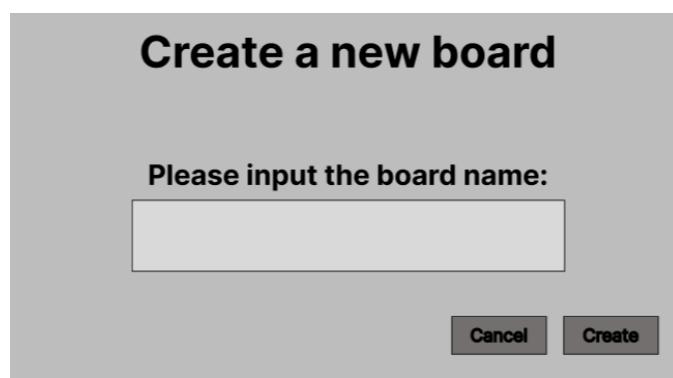 Create a new board
Please input the board name:
Cancel Create